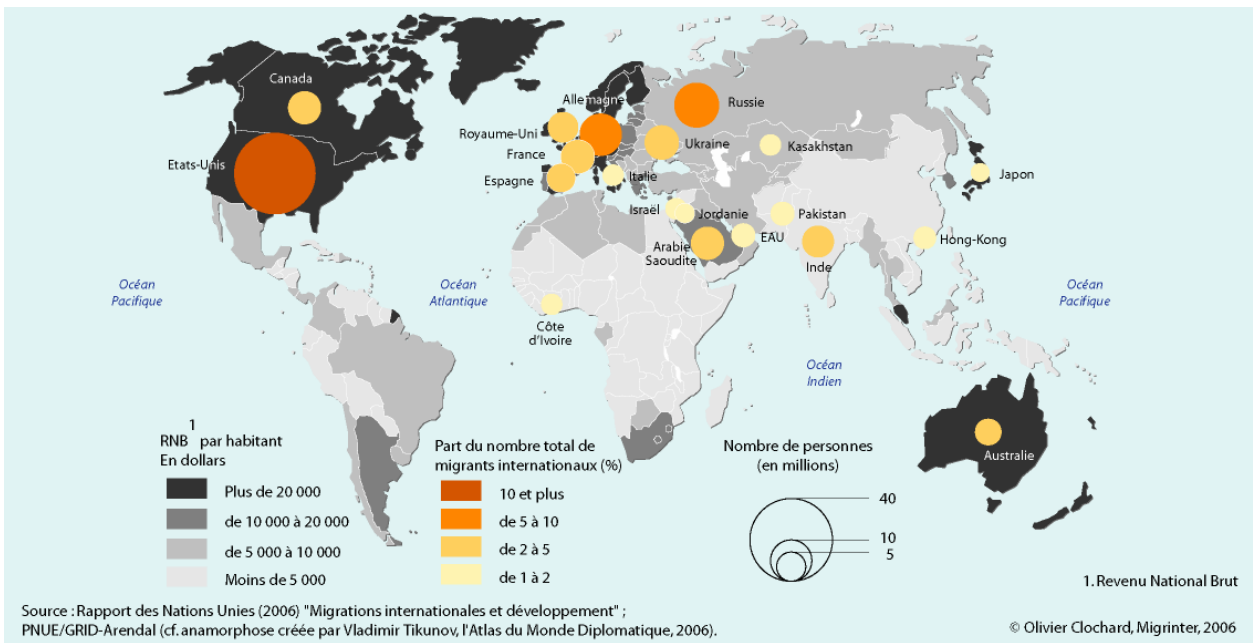 Canada
Allemagne
Russie
Royaume-Uni
Ukraine
Kasakhstan
France
Etats-Unis
Espagne
Italie
Japon
Israël
Jordanie
Pakistan
Arabie
Saoudite
EAU
Inde
Hong-Kong
Océan
Pacifique
Océan
Atlantique
Océan
Pacifique
Côte
d'Ivoire
Océan
Indien
Australie
RNB 1 par habitant
En dollars
Plus de 20 000
de 10 000 à 20 000
de 5 000 à 10 000
Moins de 5 000
Part du nombre total de
migrants internationaux (%)
10 et plus
de 5 à 10
de 2 à 5
de 1 à 2
Nombre de personnes
(en millions)
40
10
5
1. Revenu National Brut
Source : Rapport des Nations Unies (2006) "Migrations internationales et développement" ;
PNUE/GRID-Arendal (cf. anamorphose créée par Vladimir Tikunov, l'Atlas du Monde Diplomatique, 2006).
© Olivier Clochard, Migrinter, 2006